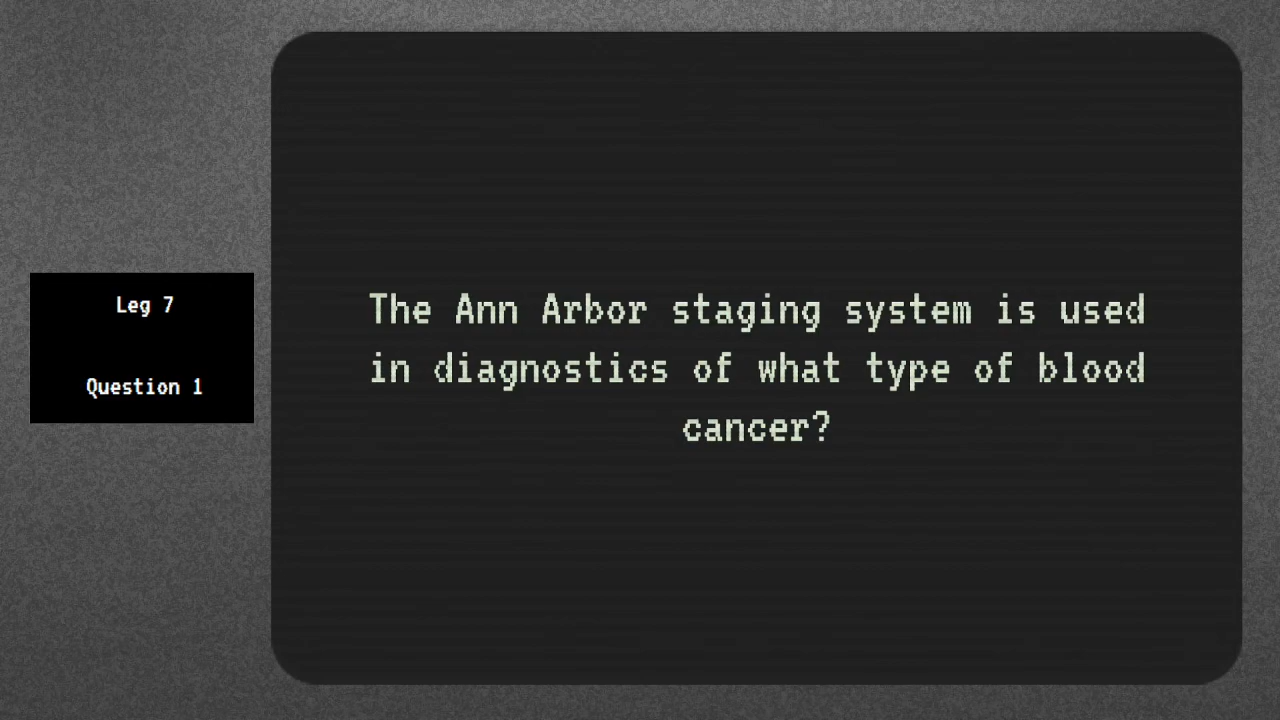 Leg 7
Question 1
The Ann Arbor staging system is used
in diagnostics of what type of blood
cancer?